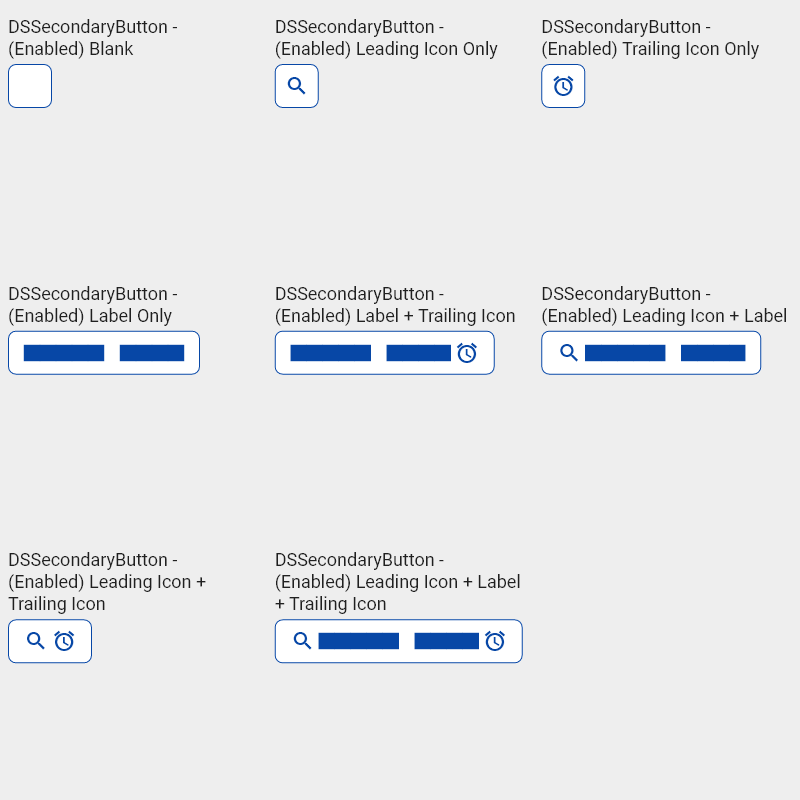 DSSecondaryButton -
(Enabled) Blank
DSSecondaryButton -
(Enabled) Leading Icon Only
DSSecondaryButton -
(Enabled) Trailing Icon Only
DSSecondaryButton -
(Enabled) Label Only
DSSecondaryButton -
(Enabled) Label + Trailing Icon
DSSecondaryButton -
(Enabled) Leading Icon + Label
DSSecondaryButton -
(Enabled) Leading Icon +
Trailing Icon
DSSecondaryButton -
(Enabled) Leading Icon + Label
+ Trailing Icon